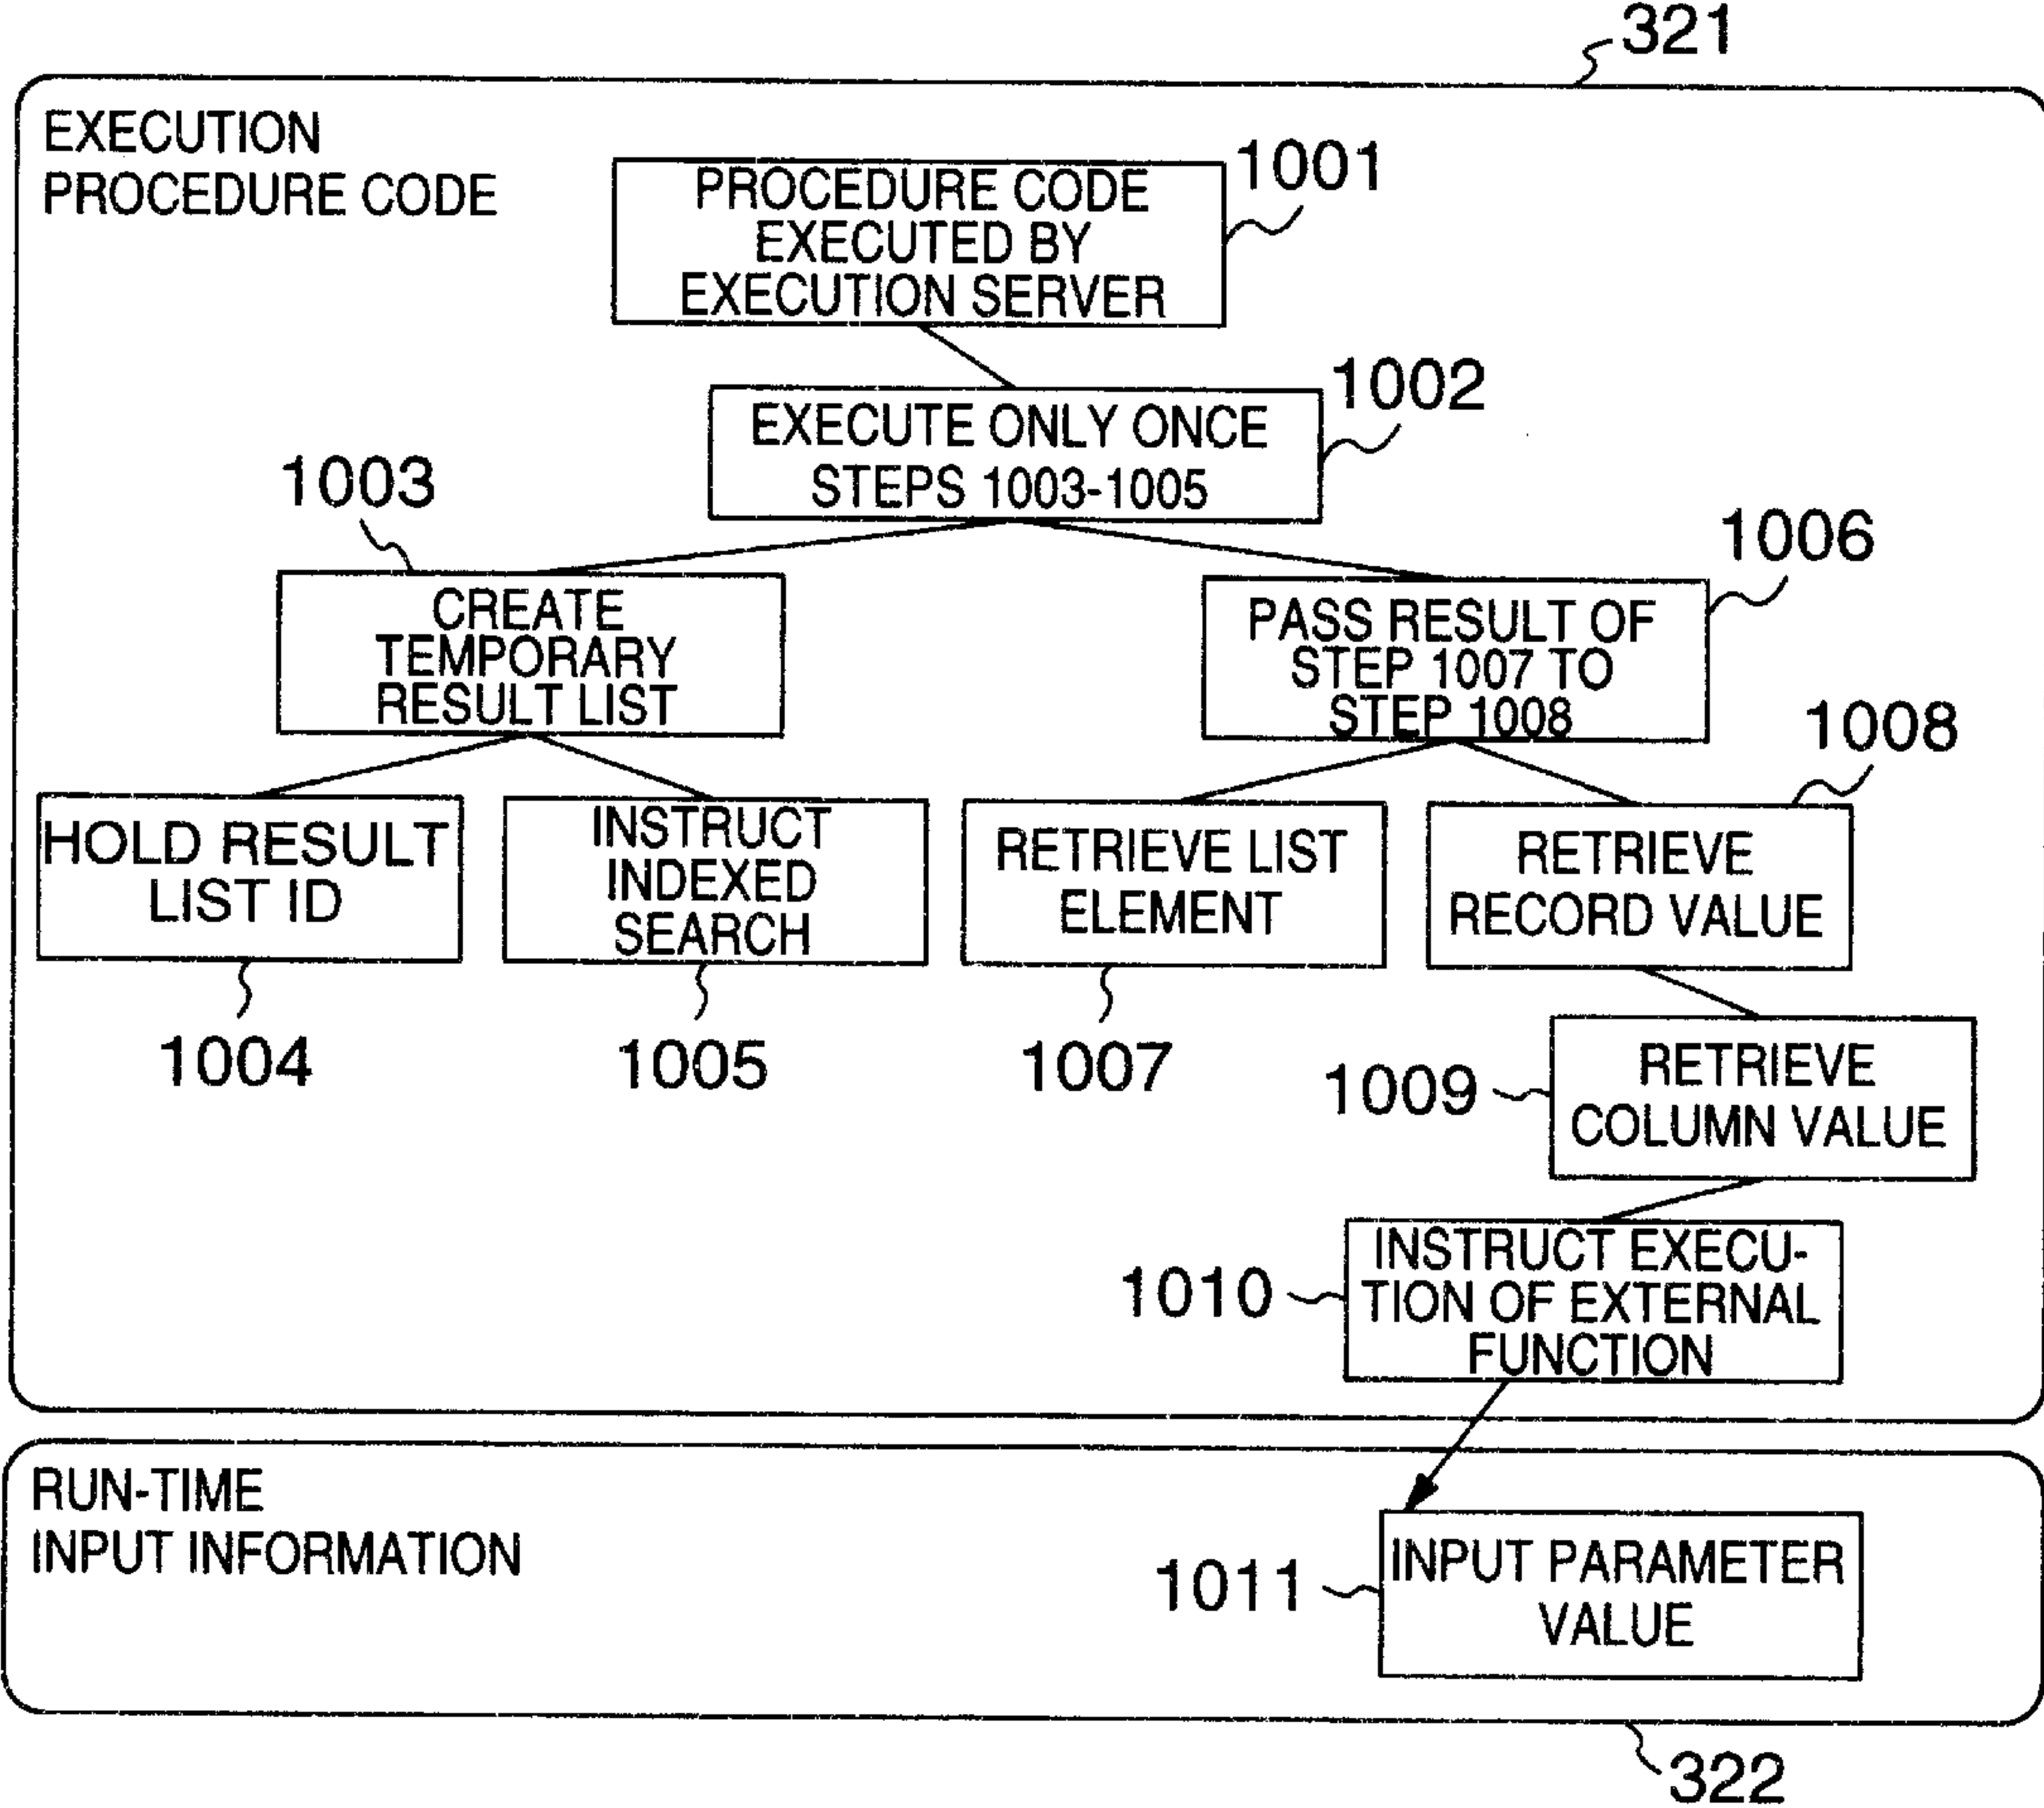 321
EXECUTION
PROCEDURE CODE
1001
PROCEDURE CODE
EXECUTED BY
EXECUTION SERVER
1002
EXECUTE ONLY ONCE
STEPS 1003-1005
1003
CREATE
TEMPORARY
RESULT LIST
1006
PASS RESULT OF
STEP 1007 TO
STEP 1008
1008
HOLD RESULT
LIST ID
INSTRUCT
INDEXED
SEARCH
RETRIEVE LIST
ELEMENT
RETRIEVE
RECORD VALUE
1004
1005
1007
1009
RETRIEVE
COLUMN VALUE
1010
INSTRUCT EXECU-
TION OF EXTERNAL
FUNCTION
RUN-TIME
INPUT INFORMATION
1011
INPUT PARAMETER
VALUE
322